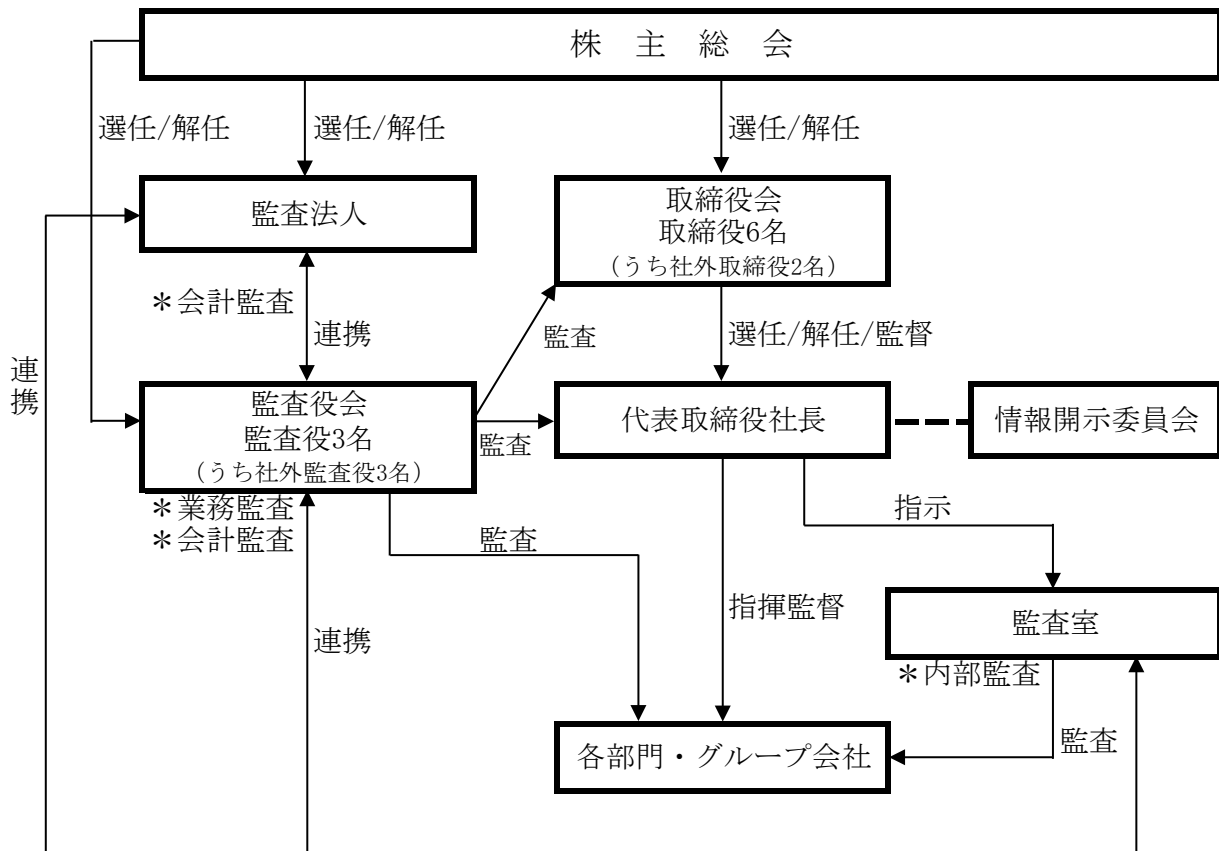 株 主 総 会
選任/解任
選任/解任
選任/解任
監査法人
取締役会
取締役6名
（うち社外取締役2名）
＊会計監査
連携
監査
選任/解任/監督
連携
監査役会
監査役3名
（うち社外監査役3名）
監査
代表取締役社長
情報開示委員会
＊業務監査
＊会計監査
監査
指示
連携
指揮監督
監査室
＊内部監査
監査
各部門・グループ会社